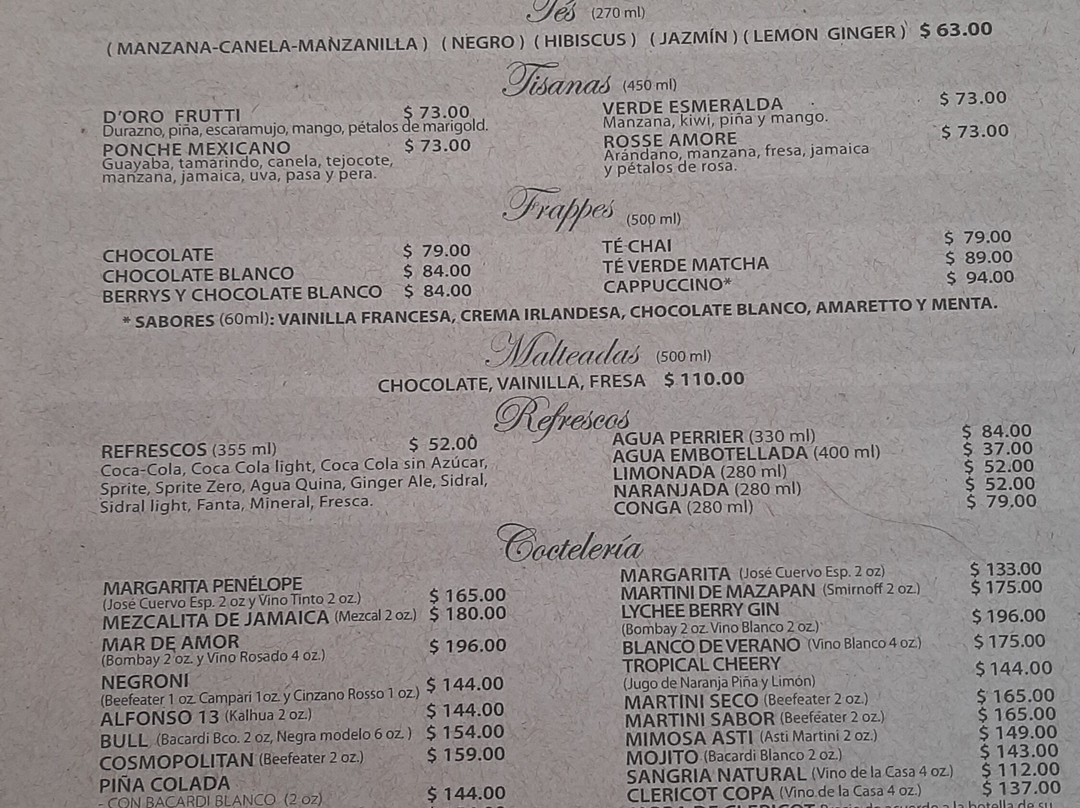 Tés (270 ml)
( MANZANA-CANELA-MANZANILLA ) ( NEGRO ) ( HIBISCUS ) ( JAZMÍN ) ( LEMON GINGER ) $ 63.00
Tisanas (450 ml)
D'ORO FRUTTI $ 73.00
Durazno, piña, escaramujo, mango, pétalos de marigold.
PONCHE MEXICANO $ 73.00
Guayaba, tamarindo, canela, tejocote,
manzana, jamaica, uva, pasa y pera.
VERDE ESMERALDA $ 73.00
Manzana, kiwi, piña y mango.
ROSSE AMORE $ 73.00
Arándano, manzana, fresa, jamaica
y pétalos de rosa.
Frappes (500 ml)
CHOCOLATE $ 79.00
CHOCOLATE BLANCO $ 84.00
BERRYS Y CHOCOLATE BLANCO $ 84.00
TÉ CHAI $ 79.00
TÉ VERDE MATCHA $ 89.00
CAPPUCCINO* $ 94.00
* SABORES (60ml): VAINILLA FRANCESA, CREMA IRLANDESA, CHOCOLATE BLANCO, AMARETTO Y MENTA.
Malteadas (500 ml)
CHOCOLATE, VAINILLA, FRESA $ 110.00
Refrescos
REFRESCOS (355 ml) $ 52.00
Coca-Cola, Coca Cola light, Coca Cola sin Azúcar,
Sprite, Sprite Zero, Agua Quina, Ginger Ale, Sidral,
Sidral light, Fanta, Mineral, Fresca.
AGUA PERRIER (330 ml) $ 84.00
AGUA EMBOTELLADA (400 ml) $ 37.00
LIMONADA (280 ml) $ 52.00
NARANJADA (280 ml) $ 52.00
CONGA (280 ml) $ 79,00
Coctelería
MARGARITA PENÉLOPE $ 165.00
(José Cuervo Esp. 2 oz y Vino Tinto 2 oz.)
MEZCALITA DE JAMAICA (Mezcal 2 oz.) $ 180.00
MAR DE AMOR $ 196.00
(Bombay 2 oz. y Vino Rosado 4 oz.)
NEGRONI $ 144.00
(Beefeater 1 oz. Campari 1oz. y Cinzano Rosso 1 oz.)
ALFONSO 13 (Kalhua 2 oz.) $ 144.00
BULL (Bacardi Bco. 2 oz, Negra modelo 6 oz. ) $ 154.00
COSMOPOLITAN (Beefeater 2 oz.) $ 159.00
PIÑA COLADA
- CON BACARDI BLANCO (2 oz) $ 144.00
MARGARITA (José Cuervo Esp. 2 oz) $ 133.00
MARTINI DE MAZAPAN (Smirnoff 2 oz.) $ 175.00
LYCHEE BERRY GIN $ 196.00
(Bombay 2 oz. Vino Blanco 2 oz.)
BLANCO DE VERANO (Vino Blanco 4 oz.) $ 175.00
TROPICAL CHEERY $ 144.00
(Jugo de Naranja Piña y Limón)
MARTINI SECO (Beefeater 2 oz.) $ 165.00
MARTINI SABOR (Beefeater 2 oz.) $ 165.00
MIMOSA ASTI (Asti Martini 2 oz.) $ 149.00
MOJITO (Bacardi Blanco 2 oz.) $ 143.00
SANGRIA NATURAL (Vino de la Casa 4 oz.) $ 112.00
CLERICOT COPA (Vino de la Casa 4 oz.) $ 137.00